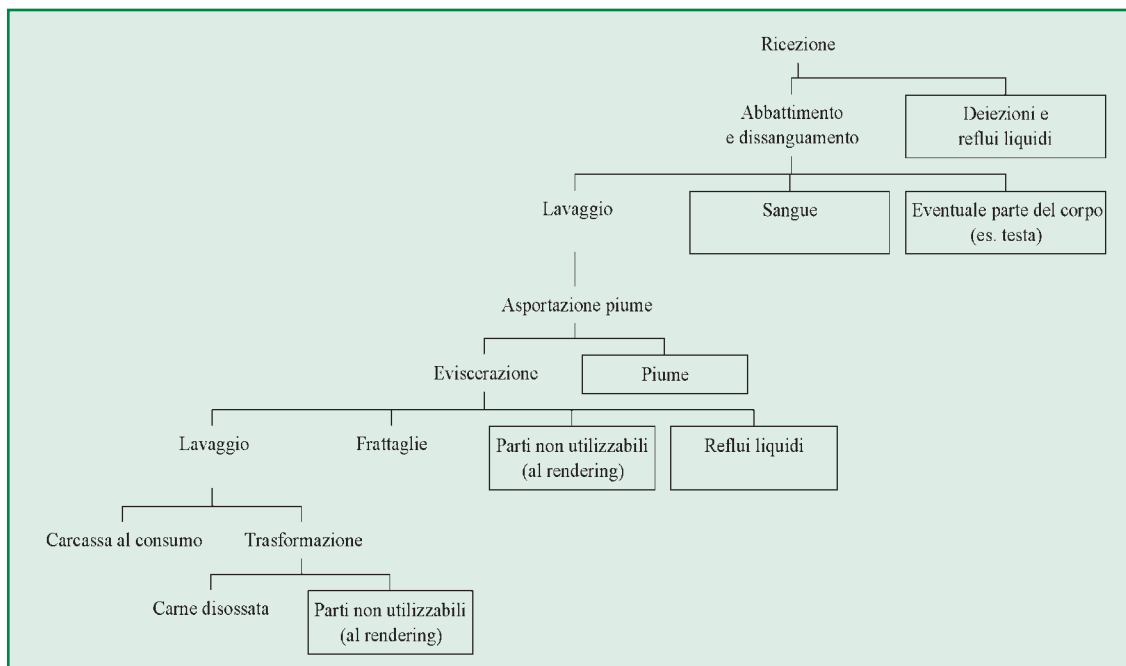 Ricezione
Abbattimento
e dissanguamento
Deiezioni e
reflui liquidi
Lavaggio
Sangue
Eventuale parte del corpo
(es. testa)
Asportazione piume
Eviscerazione
Piume
Lavaggio
Frattaglie
Parti non utilizzabili
(al rendering)
Reflui liquidi
Carcassa al consumo
Trasformazione
Carne disossata
Parti non utilizzabili
(al rendering)